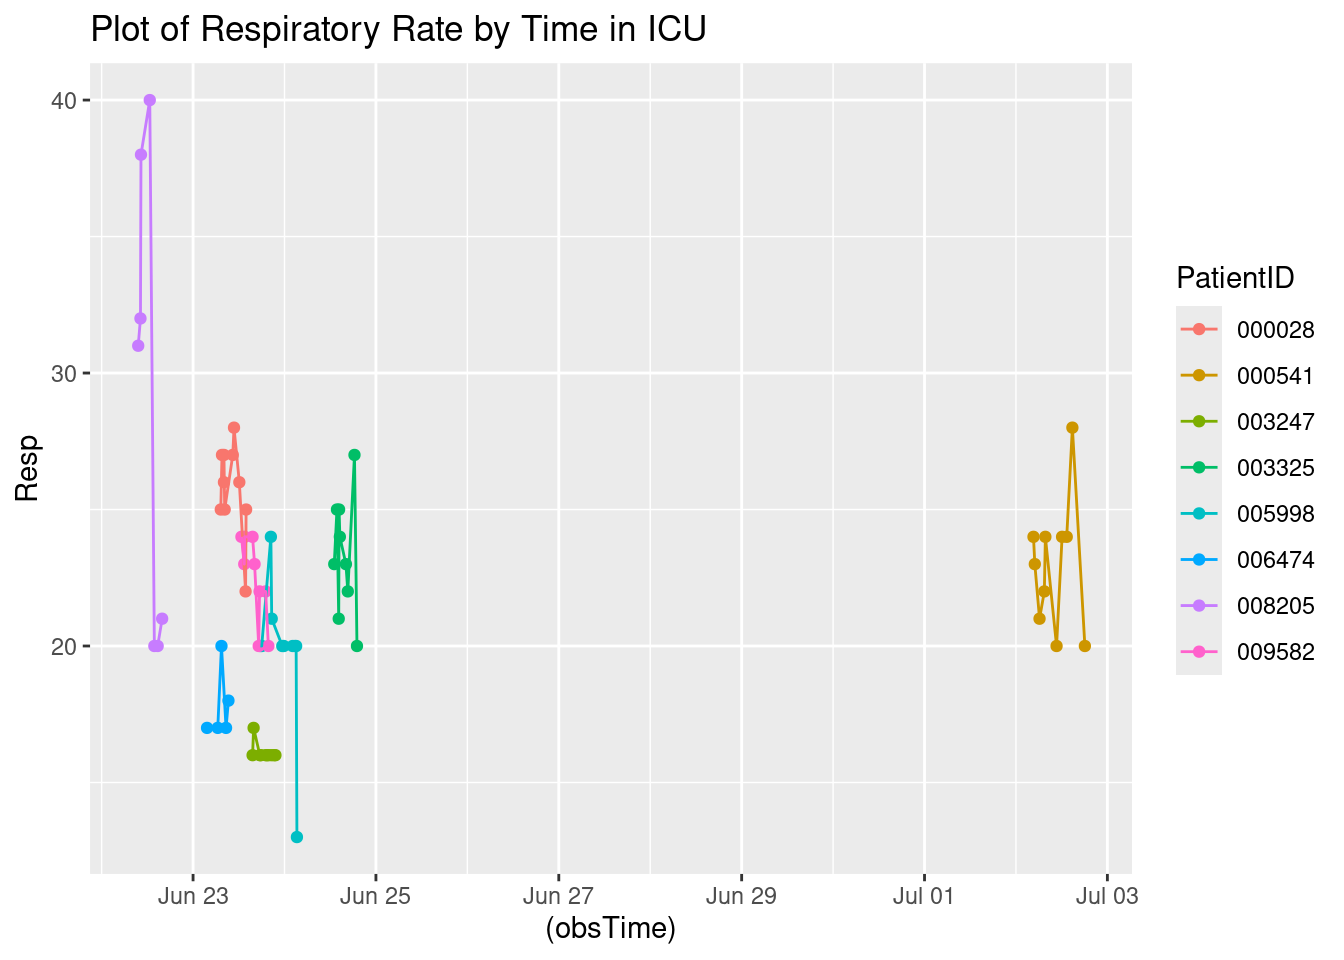 Plot of Respiratory Rate by Time in ICU
40
30
20
Resp
Jun 23
Jun 25
Jun 27
Jun 29
Jul 01
Jul 03
(obsTime)
PatientID
000028
000541
003247
003325
005998
006474
008205
009582